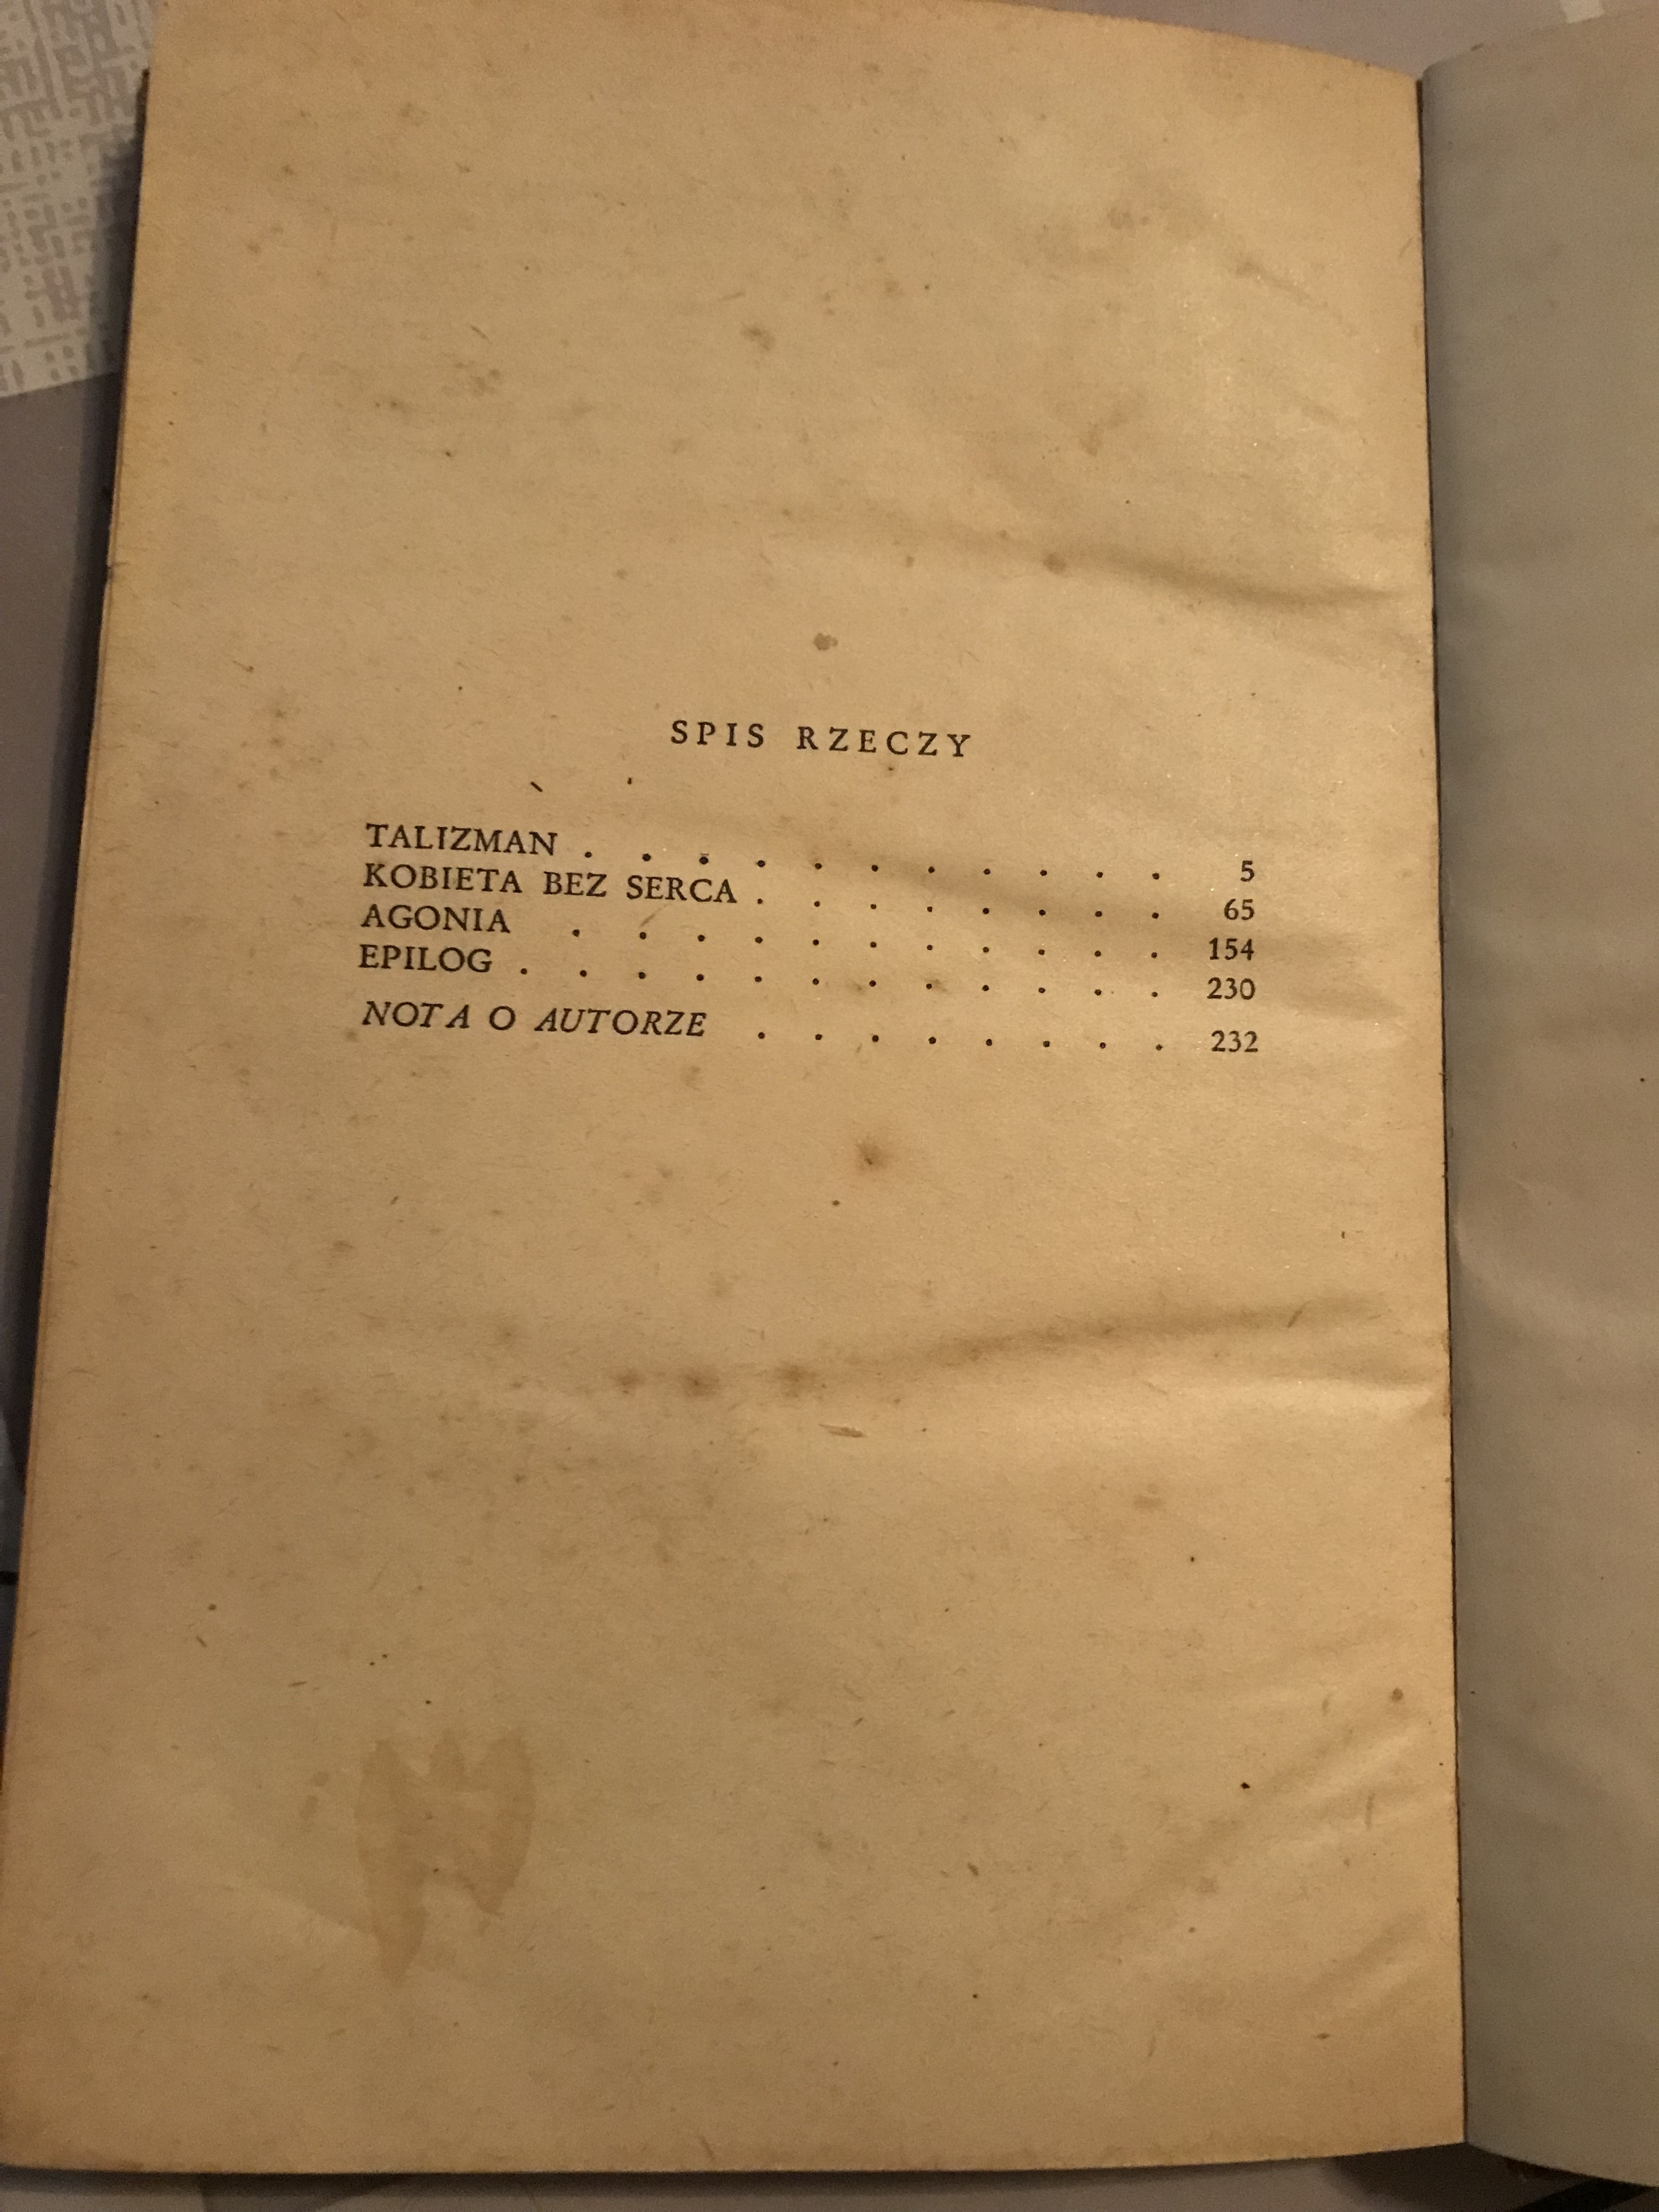 SPIS RZECZY
TALIZMAN . . . . . . . . . . . 5
KOBIETA BEZ SERCA . . . . . . . . 65
AGONIA . . . . . . . . . . . 154
EPILOG . . . . . . . . . . . . 230
NOTA O AUTORZE . . . . . . . . 232